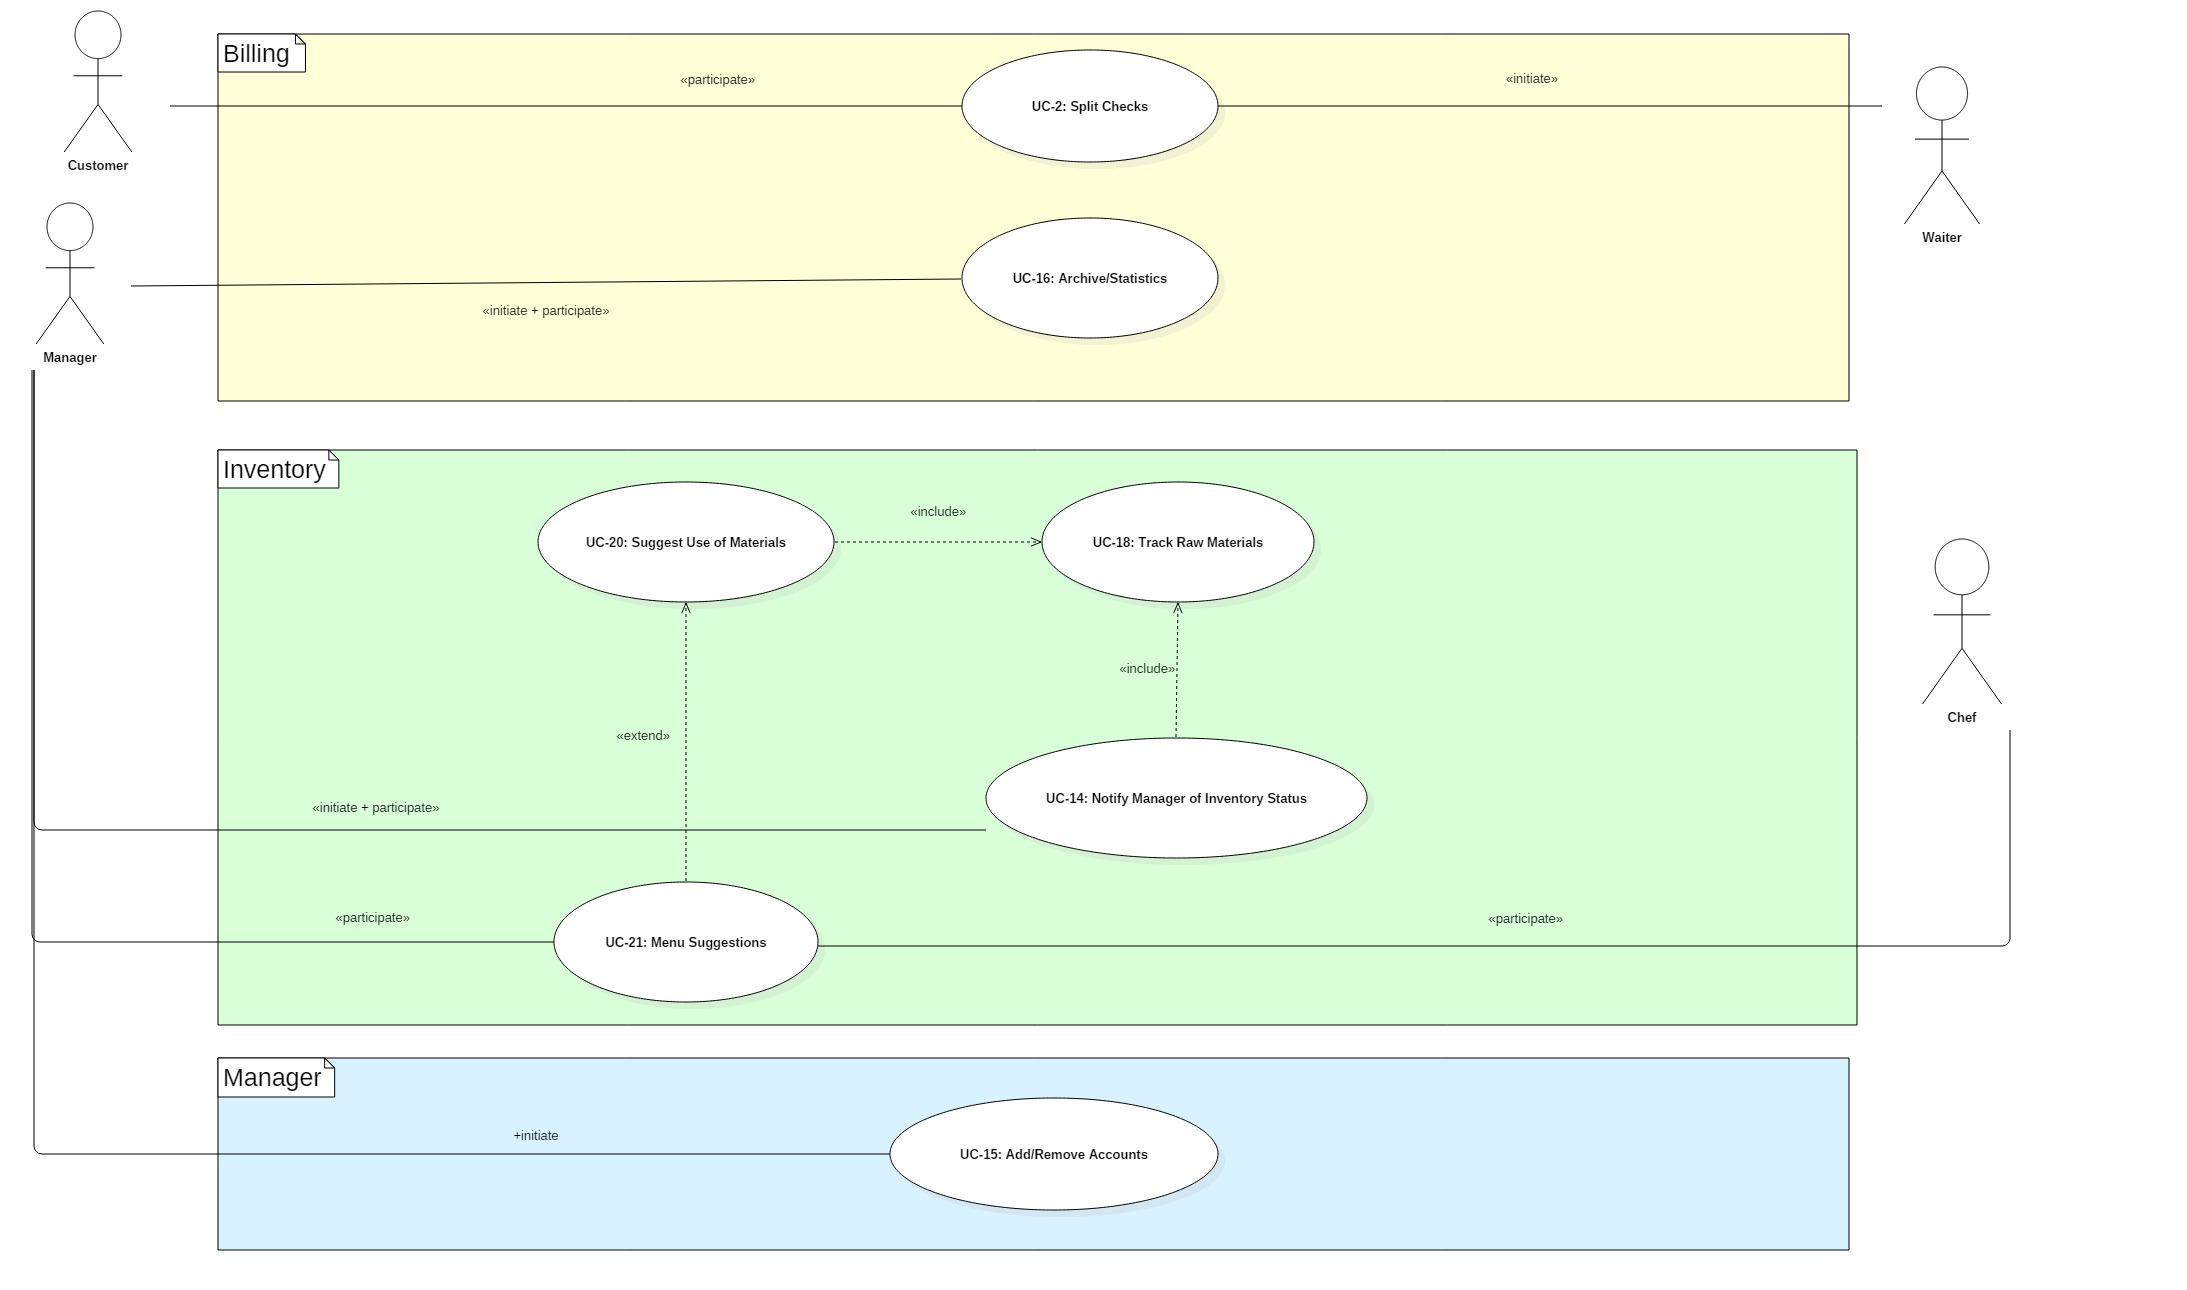 Billing
«participate»
«initiate»
UC-2: Split Checks
Customer
Waiter
UC-16: Archive/Statistics
«initiate + participate»
Manager
Inventory
«include»
UC-20: Suggest Use of Materials
UC-18: Track Raw Materials
«include»
Chef
«extend»
UC-14: Notify Manager of Inventory Status
«initiate + participate»
«participate»
«participate»
UC-21: Menu Suggestions
Manager
+initiate
UC-15: Add/Remove Accounts